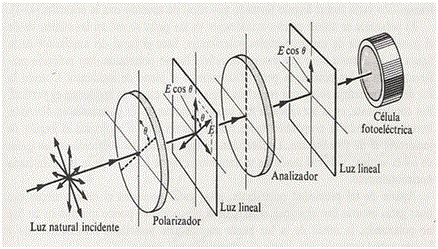 E cos θ
E cos θ
θ
θ
E
Célula
fotoeléctrica
Analizador
Luz lineal
Polarizador
Luz lineal
Luz natural incidente